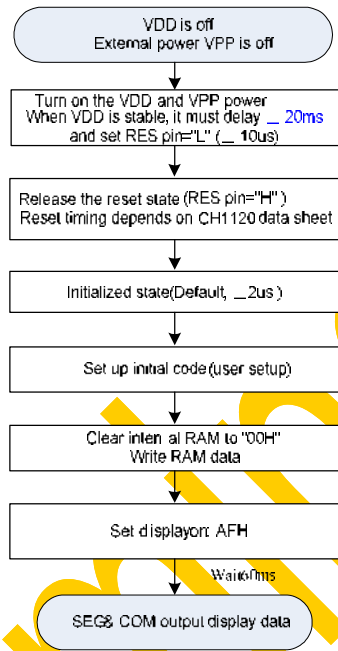 VDD is off
External power VPP is off
Turn on the VDD and VPP power
When VDD is stable, it must delay _ 20ms
and set RES pin="L" ( _ 10us)
Release the reset state (RES pin="H" )
Reset timing depends on CH1120 data sheet
Initialized state(Default, _2us )
Set up initial code (user setup)
Clear inten al RAM to "00H"
Write RAM data
Set displayon: AFH
SEG& COM output display data